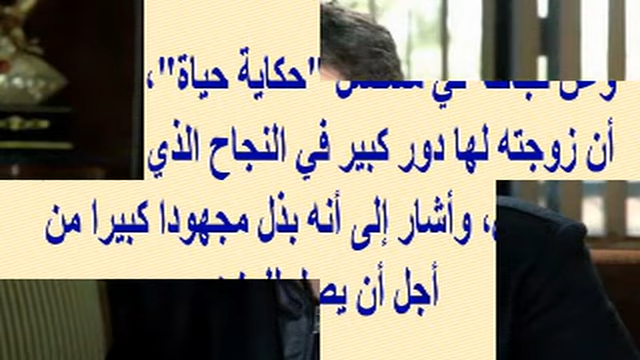 "حكاية حياة"،
أن زوجته لها دور كبير في النجاح الذي
، وأشار إلى أنه بذل مجهودا كبيرا من
أجل أن